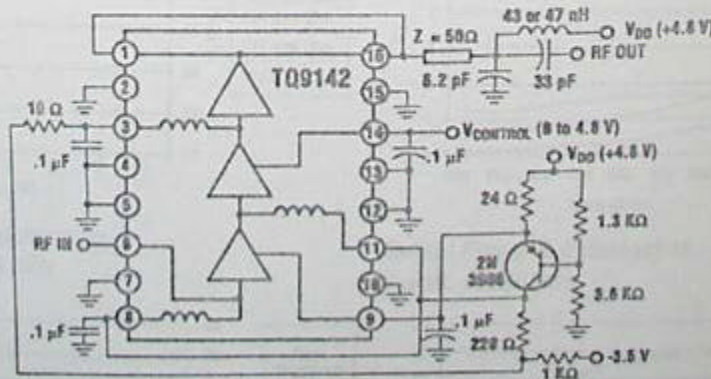 43 or 47 nH
V_DD (+4.8 V)
Z = 50Ω
RF OUT
8.2 pF
33 pF
TQ9142
1
2
3
4
5
6
7
8
16
15
14
13
12
11
10
9
10 Ω
.1 µF
RF IN
.1 µF
V_CONTROL (0 to 4.8 V)
.1 µF
V_DD (+4.8 V)
24 Ω
1.3 KΩ
2N
3.6 KΩ
.1 µF
220 Ω
-3.5 V
1 KΩ